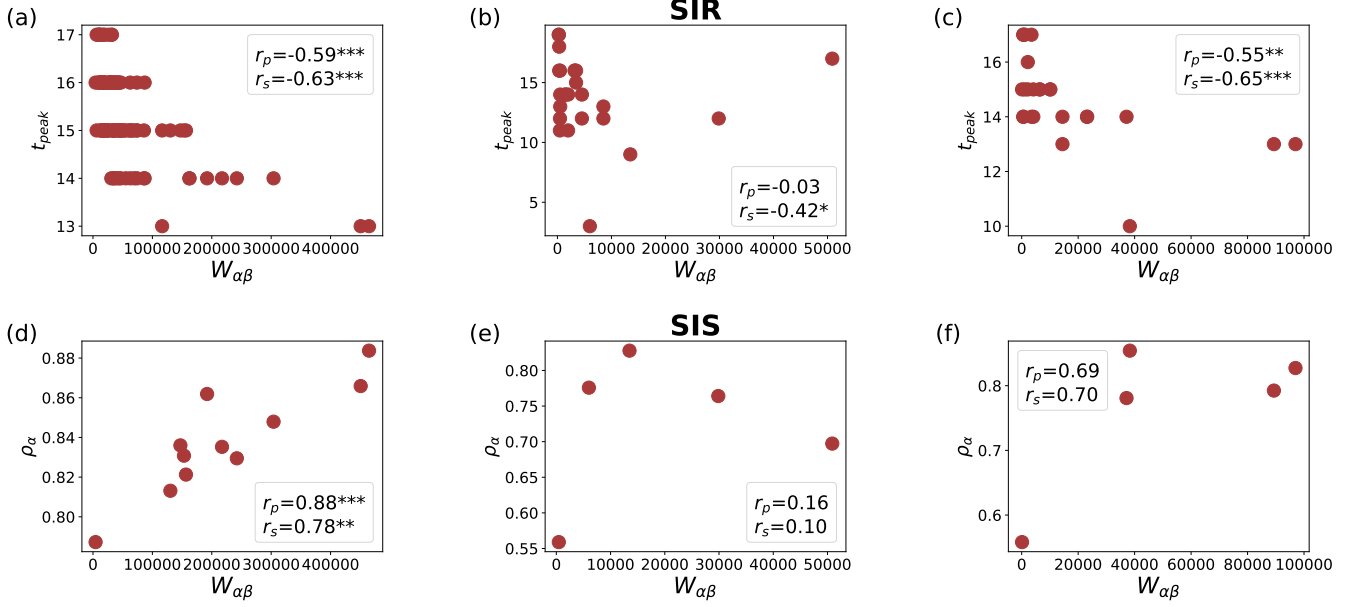 (a)
17
16
15
14
13
t_peak
r_p=-0.59***
r_s=-0.63***
0 100000 200000 300000 400000
W_αβ
SIR
(b)
15
10
5
t_peak
r_p=-0.03
r_s=-0.42*
0 10000 20000 30000 40000 50000
W_αβ
(c)
16
14
12
10
t_peak
r_p=-0.55**
r_s=-0.65***
0 20000 40000 60000 80000 100000
W_αβ
(d)
0.88
0.86
0.84
0.82
0.80
ρ_α
r_p=0.88***
r_s=0.78**
0 100000 200000 300000 400000
W_αβ
SIS
(e)
0.80
0.75
0.70
0.65
0.60
0.55
ρ_α
r_p=0.16
r_s=0.10
0 10000 20000 30000 40000 50000
W_αβ
(f)
0.8
0.7
0.6
ρ_α
r_p=0.69
r_s=0.70
0 20000 40000 60000 80000 100000
W_αβ